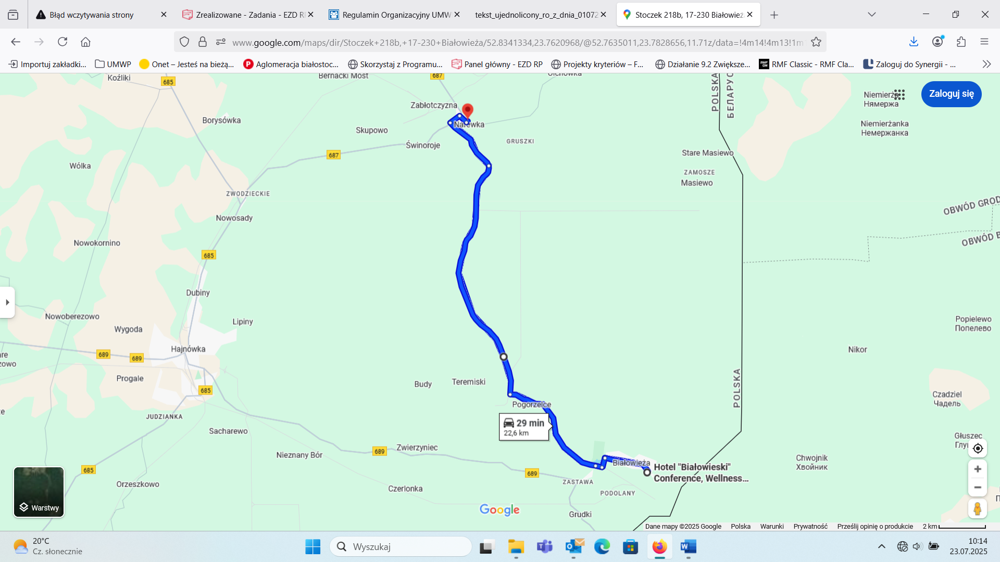 Błąd wczytywania strony
Zrealizowane - Zadania - EZD R
Regulamin Organizacyjny UMW
tekst_ujednolicony_ro_z_dnia_01072
Stoczek 218b, 17-230 Białowież
www.google.com/maps/dir/Stoczek+218b,+17-230+Białowieża/52.8341334,23.7620968/@52.7635011,23.7828656,11.71z/data=!4m14!4m13!1m
Importuj zakładki...
UMWP
Onet – Jesteś na bieżą...
Aglomeracja białostoc...
Skorzystaj z Programu...
Panel główny - EZD RP
Projekty kryteriów – F...
Działanie 9.2 Zwiększe...
RMF Classic - RMF Cla...
Zaloguj do Synergii - ...
Koźliki
685
Bernacki Most
687
Olchówka
POLSKA
БЕЛАРУС
Niemierża
Нямержа
Zaloguj się
Zabłotczyzna
Borysówka
Skupowo
Narewka
Niemierżanka
Немержанка
Świnoroje
GRUSZKI
687
Stare Masiewo
Wólka
ZAMOSZE
Masiewo
ZWODZIECKIE
OBWÓD GROD
Nowosady
Nowokornino
OBWÓD B
685
Dubiny
Nowoberezowo
Lipiny
Wygoda
Popielewo
Попелево
Hajnówka
Nikor
689
689
Progale
Budy
Teremiski
685
POLSKA
Pogorzelce
Czadziel
Чадель
JUDZIANKA
29 min
22,6 km
Sacharewo
Głuszec
Zwierzyniec
689
Nieznany Bór
Białowieża
Hotel "Białowieski"
Conference, Wellness...
Chwojnik
Хвойник
685
689
ZASTAWA
Orzeszkowo
Czerlonka
PODOLANY
Warstwy
Google
Grudki
Dane mapy ©2025 Google
Polska
Warunki
Prywatność
Prześlij opinię o produkcie
2 km
20°C
Cz. słonecznie
Wyszukaj
10:14
23.07.2025